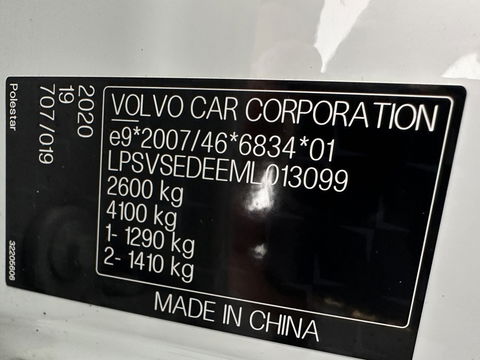 VOLVO CAR CORPORATION
e9*2007/46*6834*01
LPSVSEDEEML013099
2600 kg
4100 kg
1- 1290 kg
2- 1410 kg
MADE IN CHINA
2020
19
707/019
Polestar
32205606